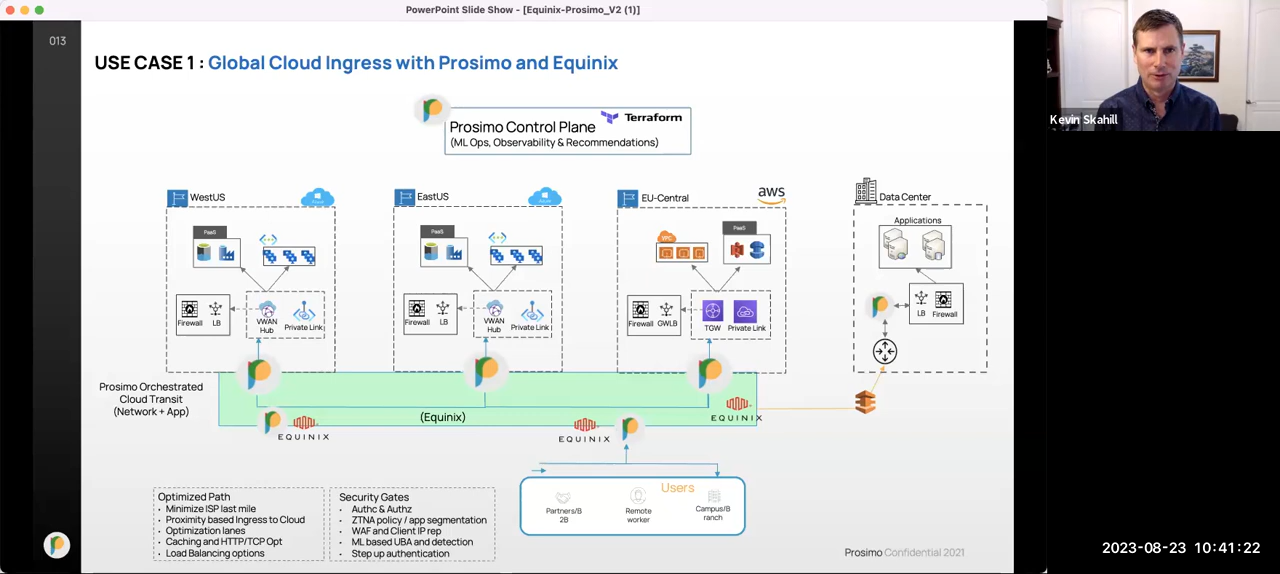 PowerPoint Slide Show - [Equinix-Prosimo_V2 (1)]
013
USE CASE 1 : Global Cloud Ingress with Prosimo and Equinix
Kevin Skahill
Terraform
Prosimo Control Plane
(ML Ops, Observability & Recommendations)
WestUS
EastUS
EU-Central
aws
Data Center
Applications
PaaS
PaaS
VPC
PaaS
Firewall
LB
VWAN
Hub
Private Link
Firewall
LB
VWAN
Hub
Private Link
Firewall
GWLB
TGW
Private Link
LB
Firewall
Prosimo Orchestrated
Cloud Transit
(Network + App)
(Equinix)
EQUINIX
EQUINIX
EQUINIX
Users
Partners/B
2B
Remote
worker
Campus/B
ranch
Optimized Path
• Minimize ISP last mile
• Proximity based Ingress to Cloud
• Optimization lanes
• Caching and HTTP/TCP Opt
• Load Balancing options
Security Gates
• Authc & Authz
• ZTNA policy / app segmentation
• WAF and Client IP rep
• ML based UBA and detection
• Step up authentication
Prosimo Confidential 2021
2023-08-23 10:41:22